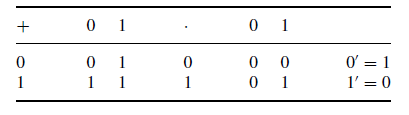 + 0 1 · 0 1
0 0 1 0 0 0 0′ = 1
1 1 1 1 0 1 1′ = 0